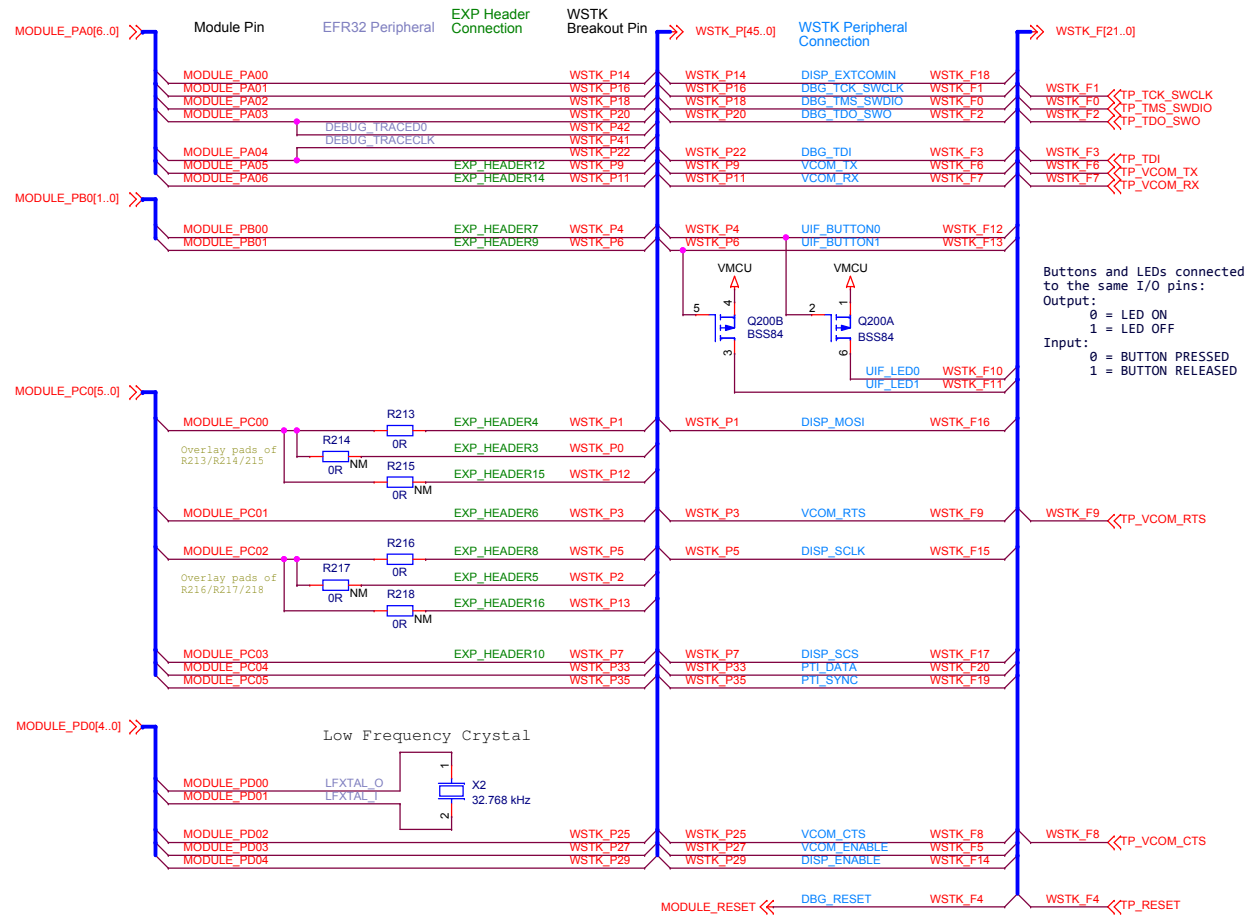 MODULE_PA0[6..0] Module Pin EFR32 Peripheral EXP Header Connection WSTK Breakout Pin WSTK_P[45..0] WSTK Peripheral Connection WSTK_F[21..0]
MODULE_PA00 WSTK_P14 WSTK_P14 DISP_EXTCOMIN WSTK_F18
MODULE_PA01 WSTK_P16 WSTK_P16 DBG_TCK_SWCLK WSTK_F1 WSTK_F1 TP_TCK_SWCLK
MODULE_PA02 WSTK_P18 WSTK_P18 DBG_TMS_SWDIO WSTK_F0 WSTK_F0 TP_TMS_SWDIO
MODULE_PA03 WSTK_P20 WSTK_P20 DBG_TDO_SWO WSTK_F2 WSTK_F2 TP_TDO_SWO
DEBUG_TRACED0 WSTK_P42
DEBUG_TRACECLK WSTK_P41
MODULE_PA04 WSTK_P22 WSTK_P22 DBG_TDI WSTK_F3 WSTK_F3 TP_TDI
MODULE_PA05 EXP_HEADER12 WSTK_P9 WSTK_P9 VCOM_TX WSTK_F6 WSTK_F6 TP_VCOM_TX
MODULE_PA06 EXP_HEADER14 WSTK_P11 WSTK_P11 VCOM_RX WSTK_F7 WSTK_F7 TP_VCOM_RX
MODULE_PB0[1..0]
MODULE_PB00 EXP_HEADER7 WSTK_P4 WSTK_P4 UIF_BUTTON0 WSTK_F12
MODULE_PB01 EXP_HEADER9 WSTK_P6 WSTK_P6 UIF_BUTTON1 WSTK_F13
VMCU VMCU
5 4 3 Q200B BSS84
2 1 6 Q200A BSS84
Buttons and LEDs connected
to the same I/O pins:
Output:
0 = LED ON
1 = LED OFF
Input:
0 = BUTTON PRESSED
1 = BUTTON RELEASED
UIF_LED0 WSTK_F10
UIF_LED1 WSTK_F11
MODULE_PC0[5..0]
MODULE_PC00 R213 0R EXP_HEADER4 WSTK_P1 WSTK_P1 DISP_MOSI WSTK_F16
Overlay pads of
R213/R214/215
R214 0R NM EXP_HEADER3 WSTK_P0
R215 0R NM EXP_HEADER15 WSTK_P12
MODULE_PC01 EXP_HEADER6 WSTK_P3 WSTK_P3 VCOM_RTS WSTK_F9 WSTK_F9 TP_VCOM_RTS
MODULE_PC02 R216 0R EXP_HEADER8 WSTK_P5 WSTK_P5 DISP_SCLK WSTK_F15
Overlay pads of
R216/R217/218
R217 0R NM EXP_HEADER5 WSTK_P2
R218 0R NM EXP_HEADER16 WSTK_P13
MODULE_PC03 EXP_HEADER10 WSTK_P7 WSTK_P7 DISP_SCS WSTK_F17
MODULE_PC04 WSTK_P33 WSTK_P33 PTI_DATA WSTK_F20
MODULE_PC05 WSTK_P35 WSTK_P35 PTI_SYNC WSTK_F19
MODULE_PD0[4..0]
Low Frequency Crystal
MODULE_PD00 LFXTAL_O 1 X2
MODULE_PD01 LFXTAL_I 2 32.768 kHz
MODULE_PD02 WSTK_P25 WSTK_P25 VCOM_CTS WSTK_F8 WSTK_F8 TP_VCOM_CTS
MODULE_PD03 WSTK_P27 WSTK_P27 VCOM_ENABLE WSTK_F5
MODULE_PD04 WSTK_P29 WSTK_P29 DISP_ENABLE WSTK_F14
MODULE_RESET DBG_RESET WSTK_F4 WSTK_F4 TP_RESET